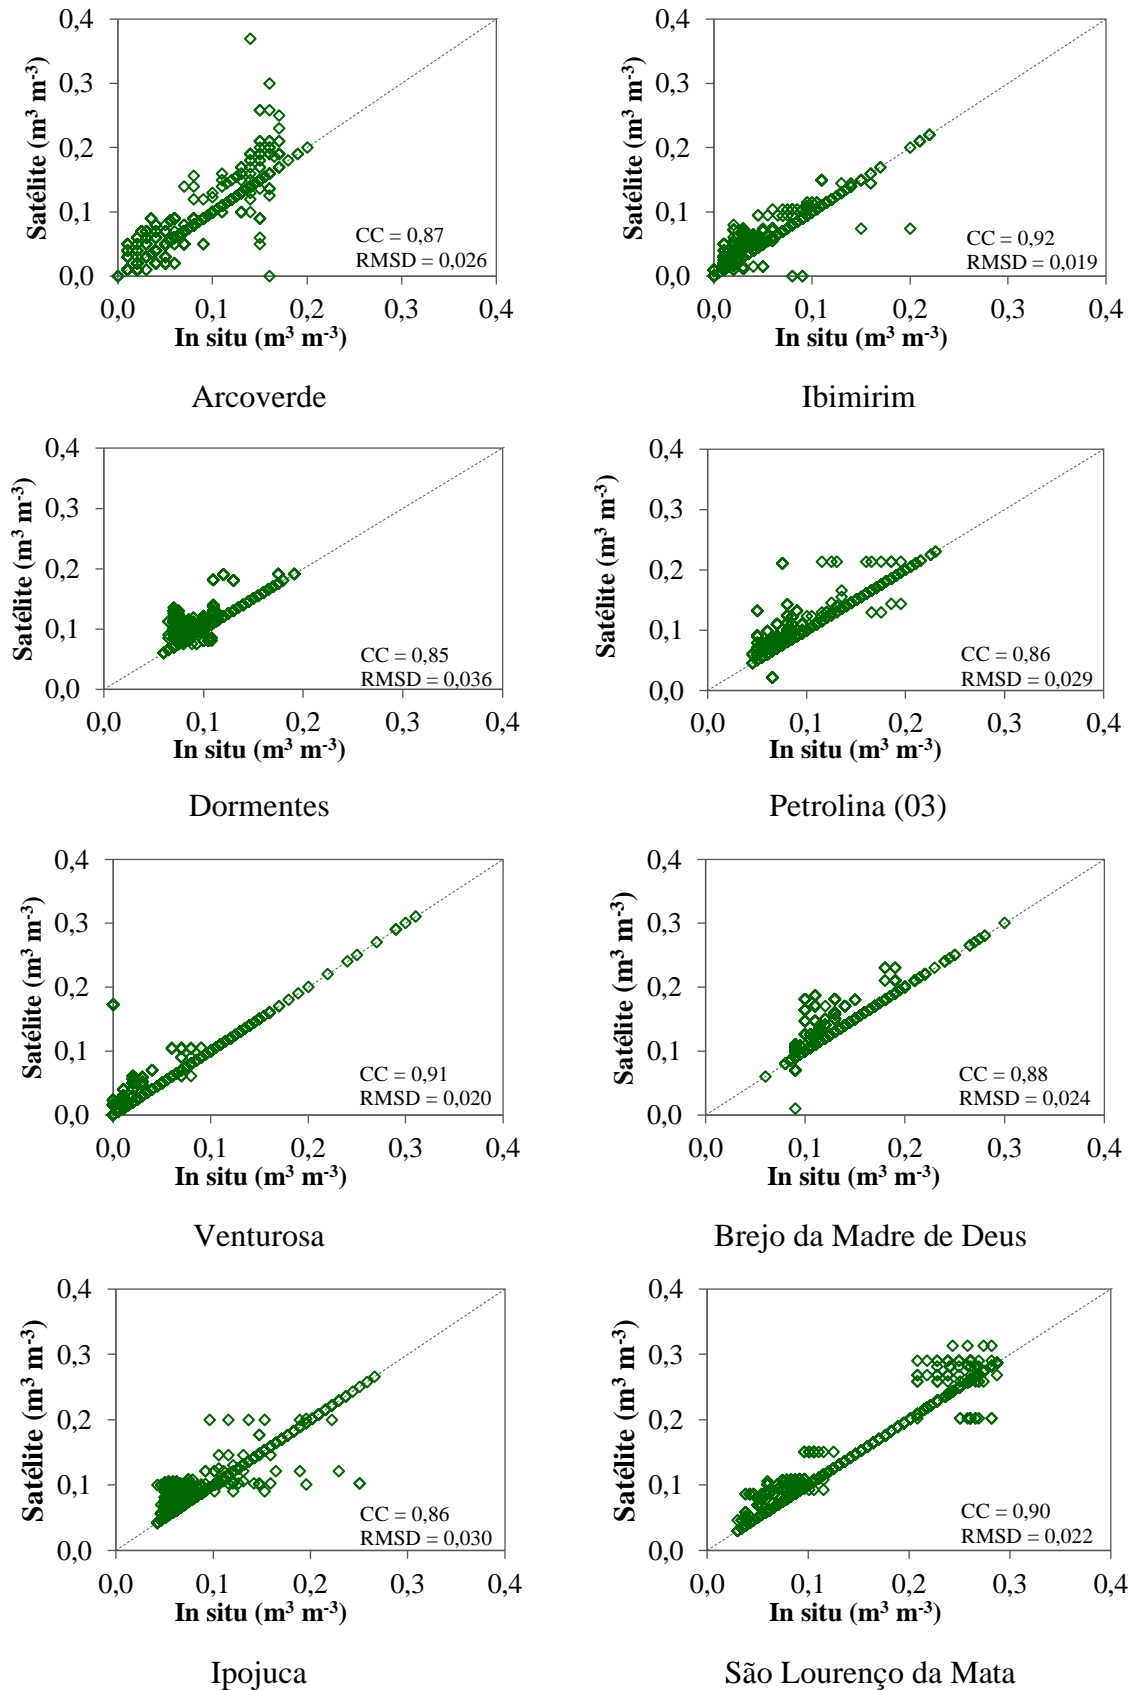 0,4
0,3
0,2
0,1
0,0
Satélite (m³ m⁻³)
CC = 0,87
RMSD = 0,026
0,0 0,1 0,2 0,3 0,4
In situ (m³ m⁻³)
Arcoverde
0,4
0,3
0,2
0,1
0,0
Satélite (m³ m⁻³)
CC = 0,92
RMSD = 0,019
0,0 0,1 0,2 0,3 0,4
In situ (m³ m⁻³)
Ibimirim
0,4
0,3
0,2
0,1
0,0
Satélite (m³ m⁻³)
CC = 0,85
RMSD = 0,036
0,0 0,1 0,2 0,3 0,4
In situ (m³ m⁻³)
Dormentes
0,4
0,3
0,2
0,1
0,0
Satélite (m³ m⁻³)
CC = 0,86
RMSD = 0,029
0,0 0,1 0,2 0,3 0,4
In situ (m³ m⁻³)
Petrolina (03)
0,4
0,3
0,2
0,1
0,0
Satélite (m³ m⁻³)
CC = 0,91
RMSD = 0,020
0,0 0,1 0,2 0,3 0,4
In situ (m³ m⁻³)
Venturosa
0,4
0,3
0,2
0,1
0,0
Satélite (m³ m⁻³)
CC = 0,88
RMSD = 0,024
0,0 0,1 0,2 0,3 0,4
In situ (m³ m⁻³)
Brejo da Madre de Deus
0,4
0,3
0,2
0,1
0,0
Satélite (m³ m⁻³)
CC = 0,86
RMSD = 0,030
0,0 0,1 0,2 0,3 0,4
In situ (m³ m⁻³)
Ipojuca
0,4
0,3
0,2
0,1
0,0
Satélite (m³ m⁻³)
CC = 0,90
RMSD = 0,022
0,0 0,1 0,2 0,3 0,4
In situ (m³ m⁻³)
São Lourenço da Mata